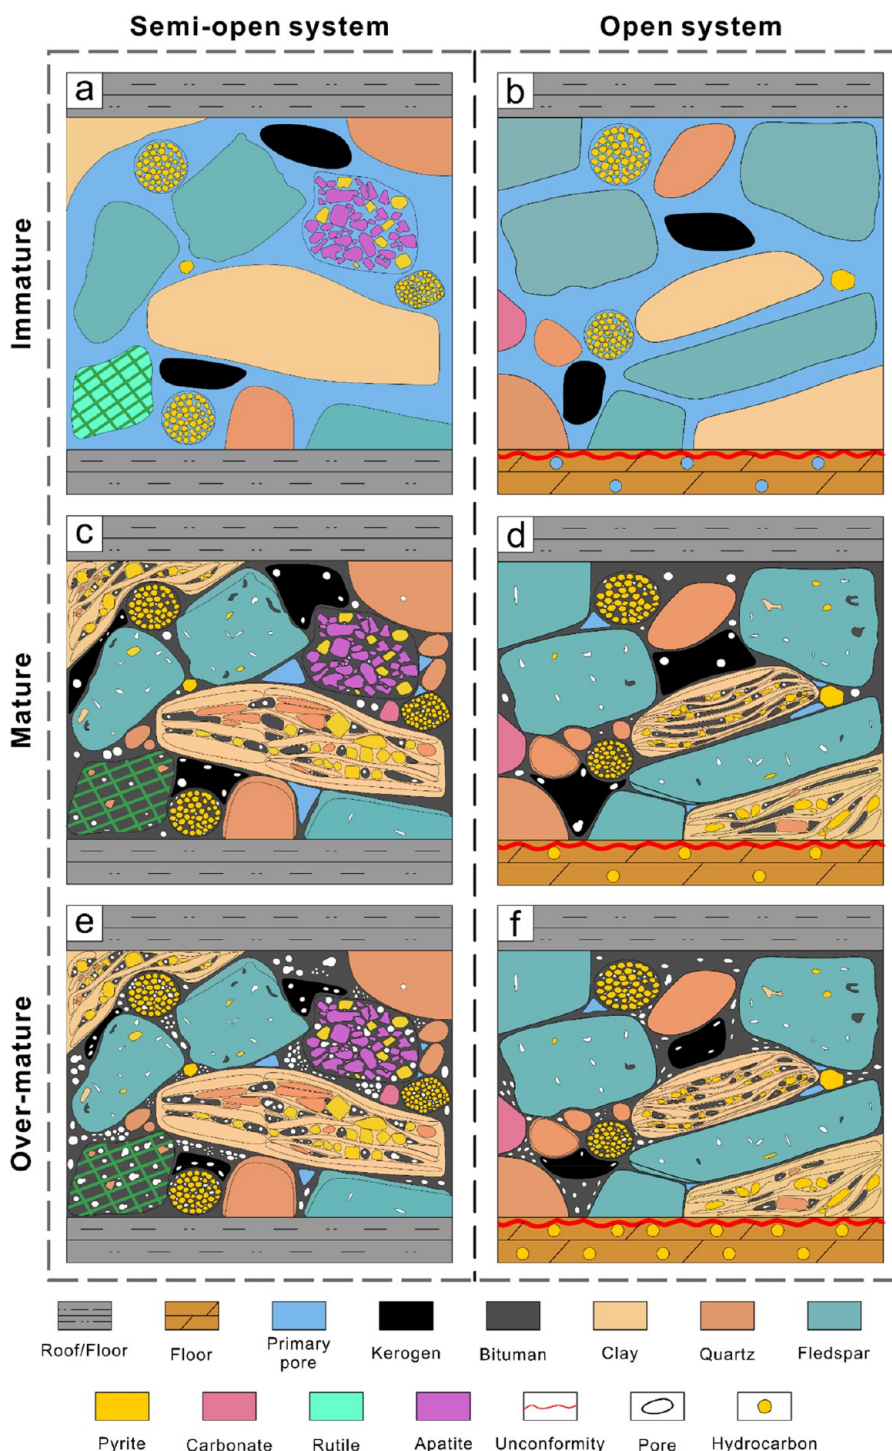 Semi-open system
Open system
Immature
a
b
Mature
c
d
Over-mature
e
f
Roof/Floor
Floor
Primary
pore
Kerogen
Bituman
Clay
Quartz
Fledspar
Pyrite
Carbonate
Rutile
Apatite
Unconformity
Pore
Hydrocarbon